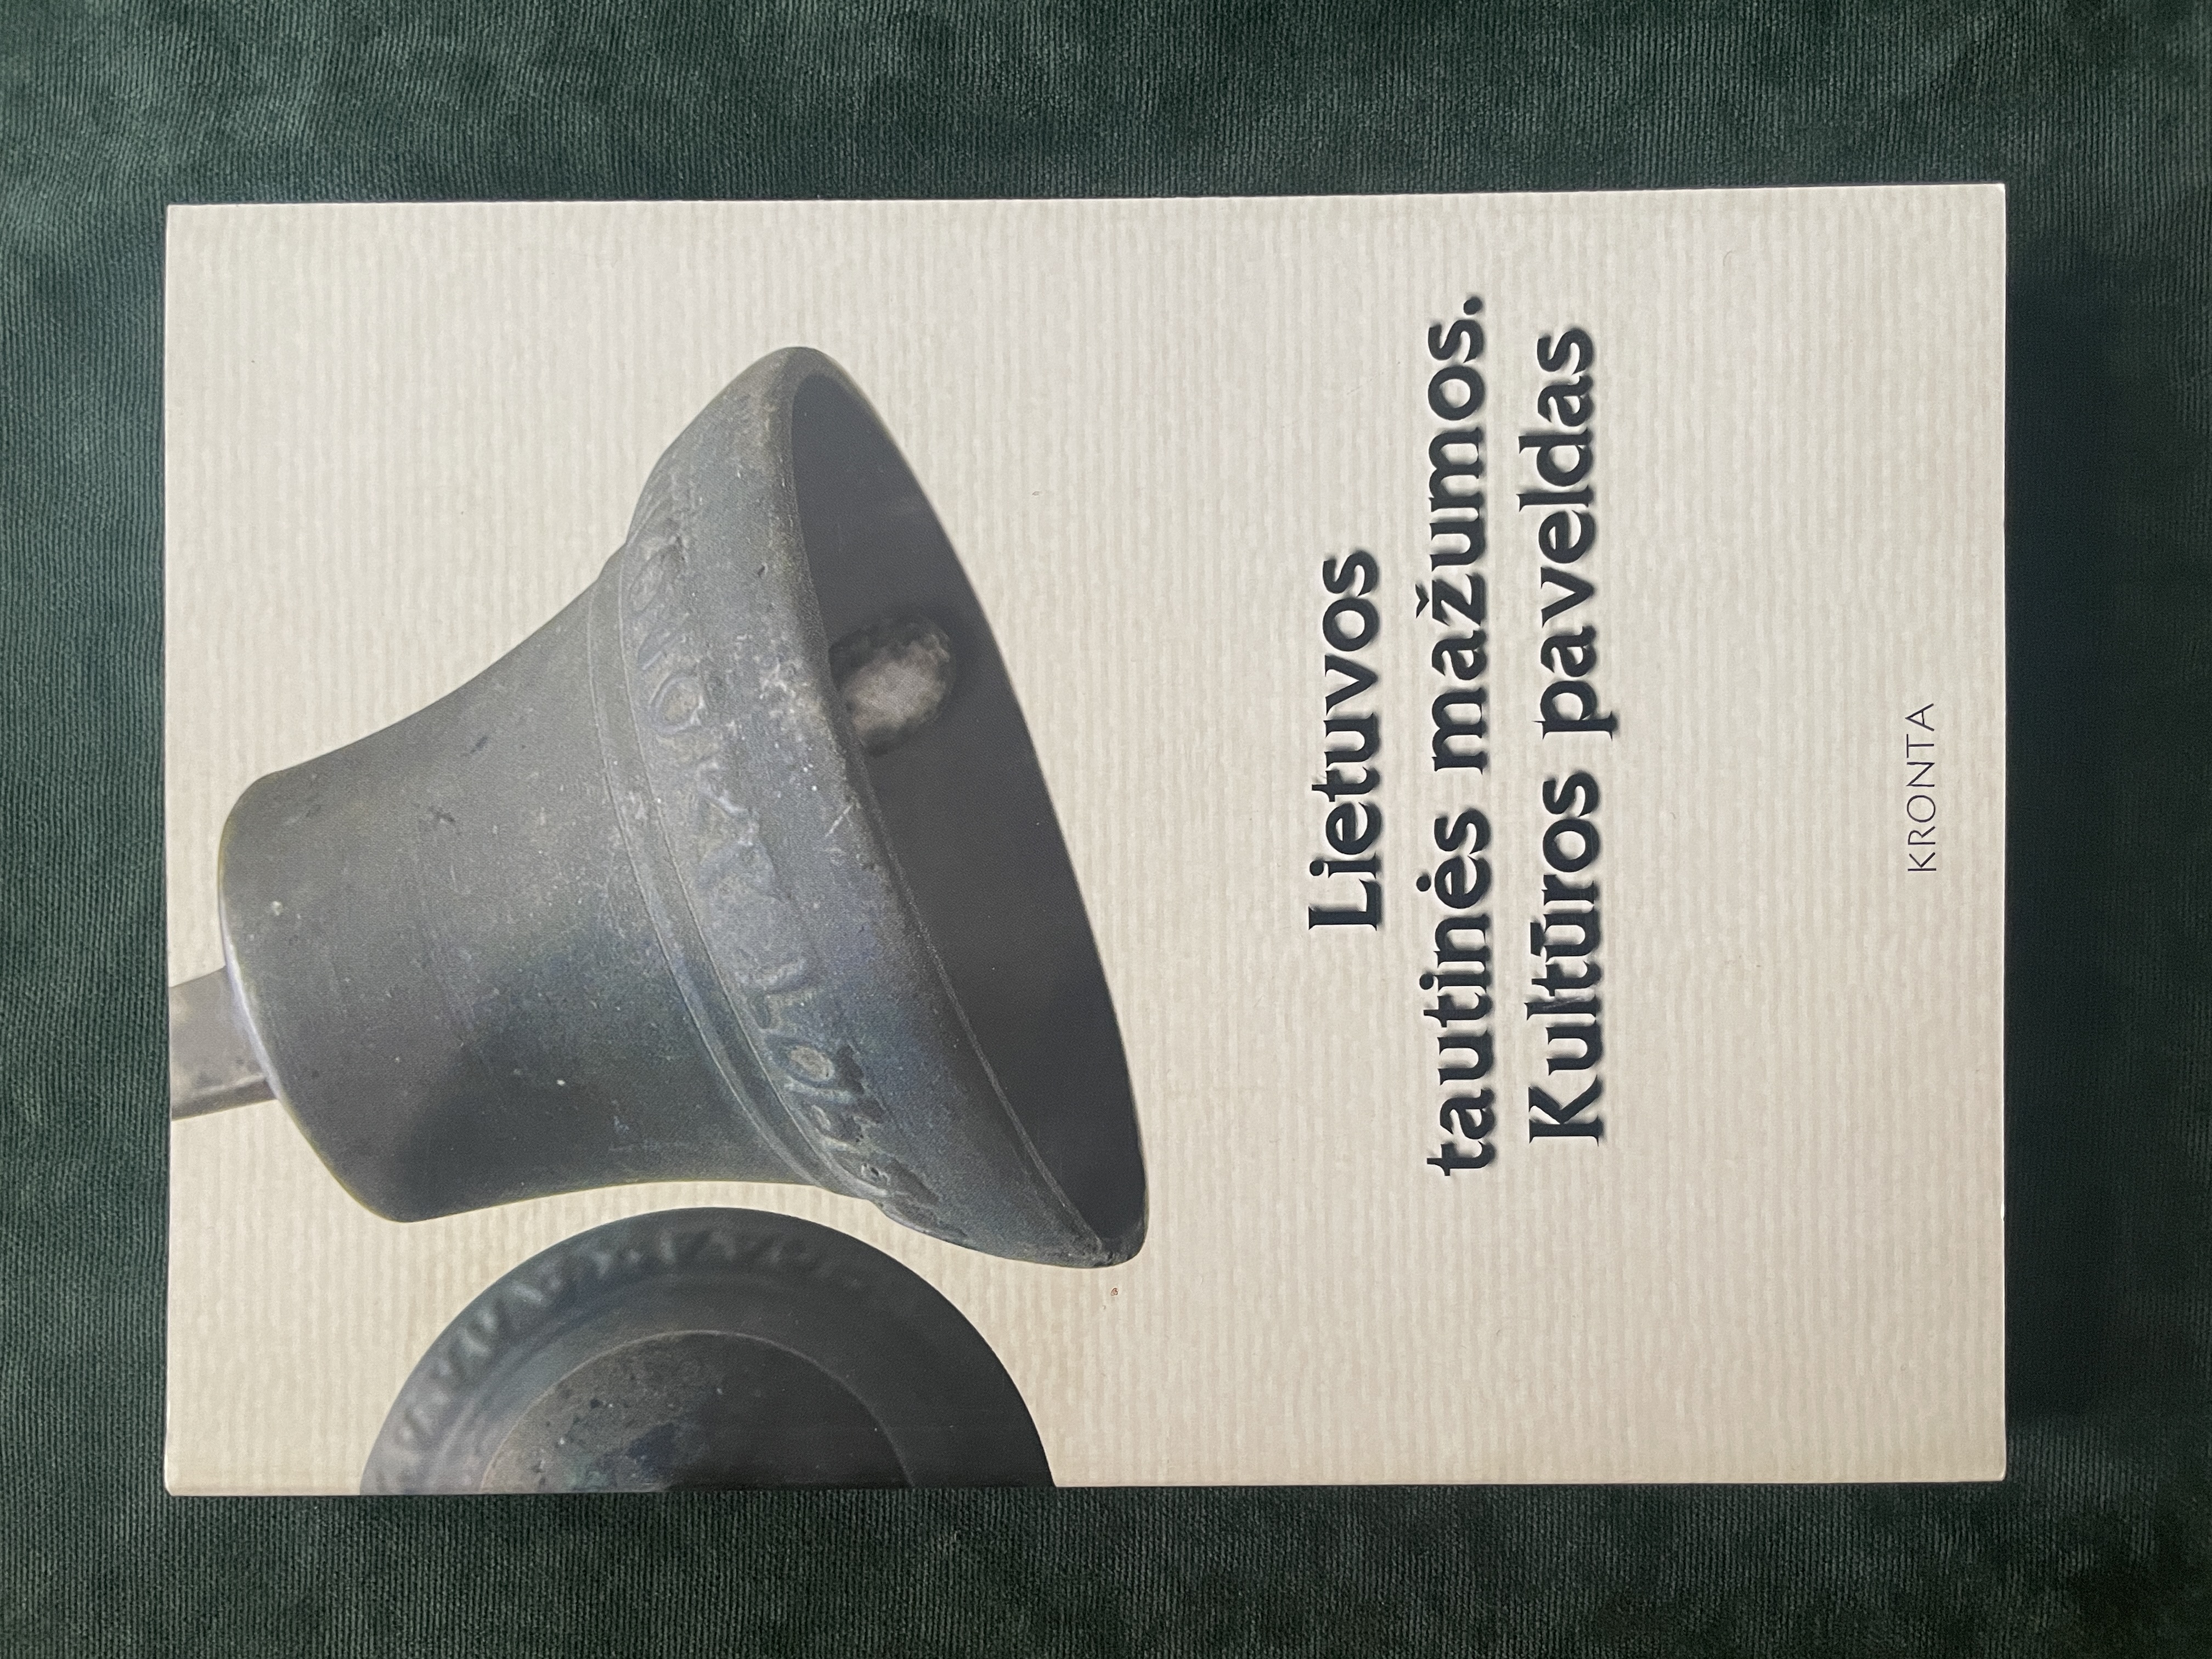 Lietuvos
tautinės mažumos.
Kultūros paveldas
KRONTA